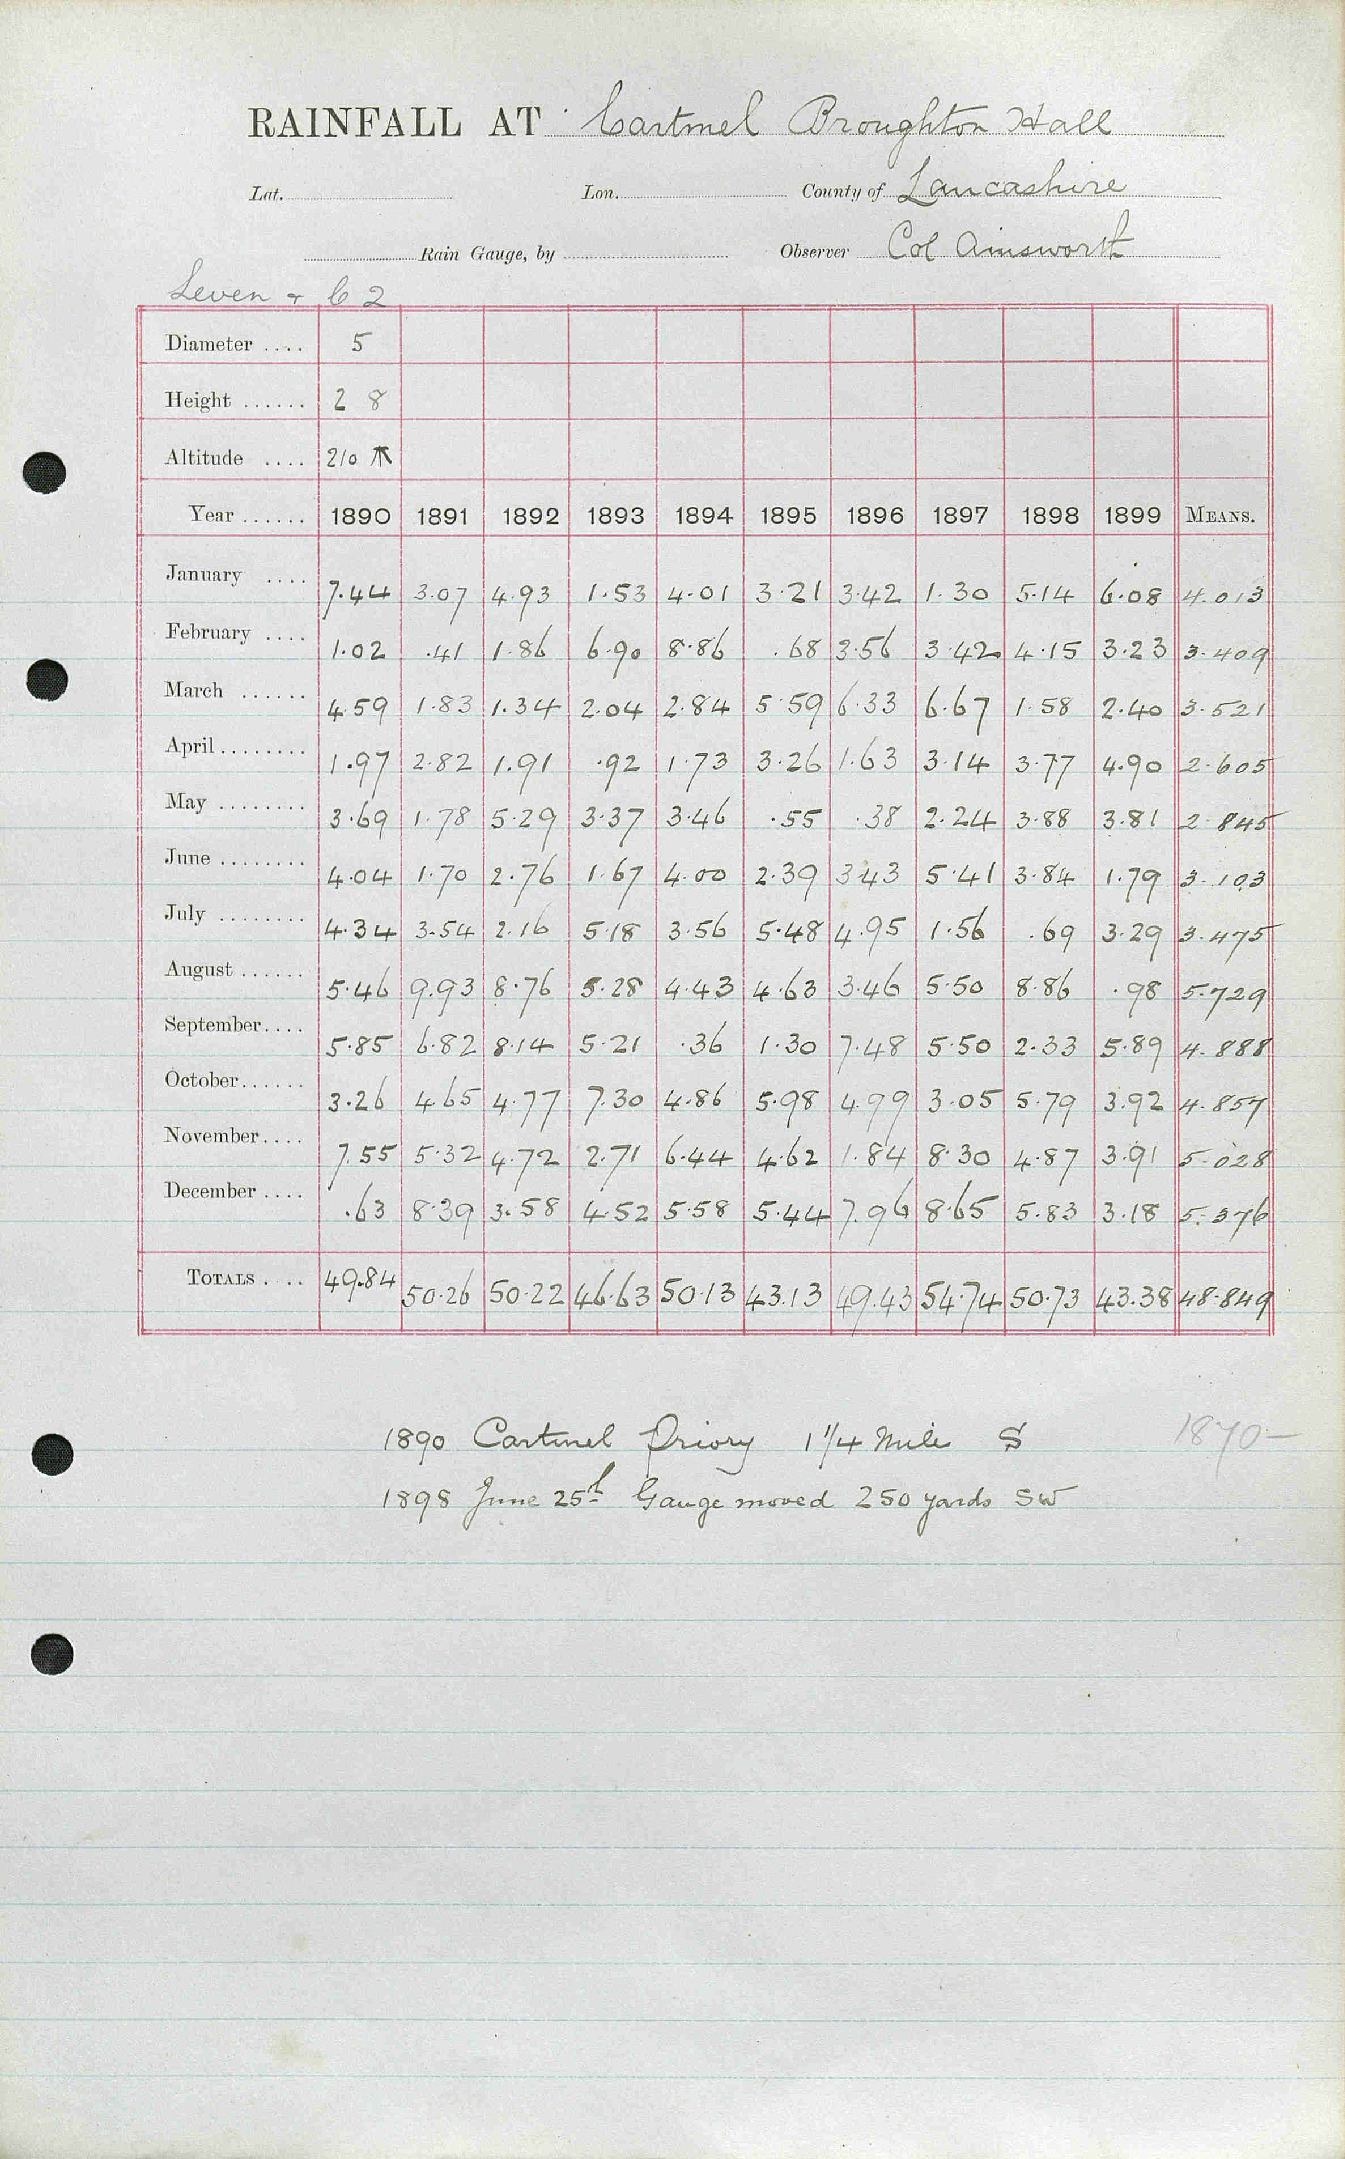 RAINFALL AT Cartmel Broughton Hall
Lat. Lon. County of Lancashire
Rain Gauge, by Observer Col Ainsworth
Leven & C 2
Diameter .... 5
Height ...... 2 8
Altitude .... 210
Year ...... 1890 1891 1892 1893 1894 1895 1896 1897 1898 1899 MEANS.
January .... 7.44 3.07 4.93 1.53 4.01 3.21 3.42 1.30 5.14 6.08 4.013
February .... 1.02 .41 1.86 6.90 8.86 .68 3.56 3.42 4.15 3.23 3.409
March ...... 4.59 1.83 1.34 2.04 2.84 5.59 6.33 6.67 1.58 2.40 3.521
April ........ 1.97 2.82 1.91 .92 1.73 3.26 1.63 3.14 3.77 4.90 2.605
May ........ 3.69 1.78 5.29 3.37 3.46 .55 .38 2.24 3.88 3.81 2.845
June ........ 4.04 1.70 2.76 1.67 4.00 2.39 3.43 5.41 3.84 1.79 3.103
July ........ 4.34 3.54 2.16 5.18 3.56 5.48 4.95 1.56 .69 3.29 3.475
August ...... 5.46 9.93 8.76 5.28 4.43 4.63 3.46 5.50 8.86 .98 5.729
September.... 5.85 6.82 8.14 5.21 .36 1.30 7.48 5.50 2.33 5.89 4.888
October...... 3.26 4.65 4.77 7.30 4.86 5.98 4.99 3.05 5.79 3.92 4.857
November.... 7.55 5.32 4.72 2.71 6.44 4.62 1.84 8.30 4.87 3.91 5.028
December .... .63 8.39 3.58 4.52 5.58 5.44 7.96 8.65 5.83 3.18 5.376
TOTALS . .. 49.84 50.26 50.22 46.63 50.13 43.13 49.43 54.74 50.73 43.38 48.849
1890 Cartmel Priory 1 1/4 Mile S 1870-
1898 June 25th Gauge moved 250 yards SW